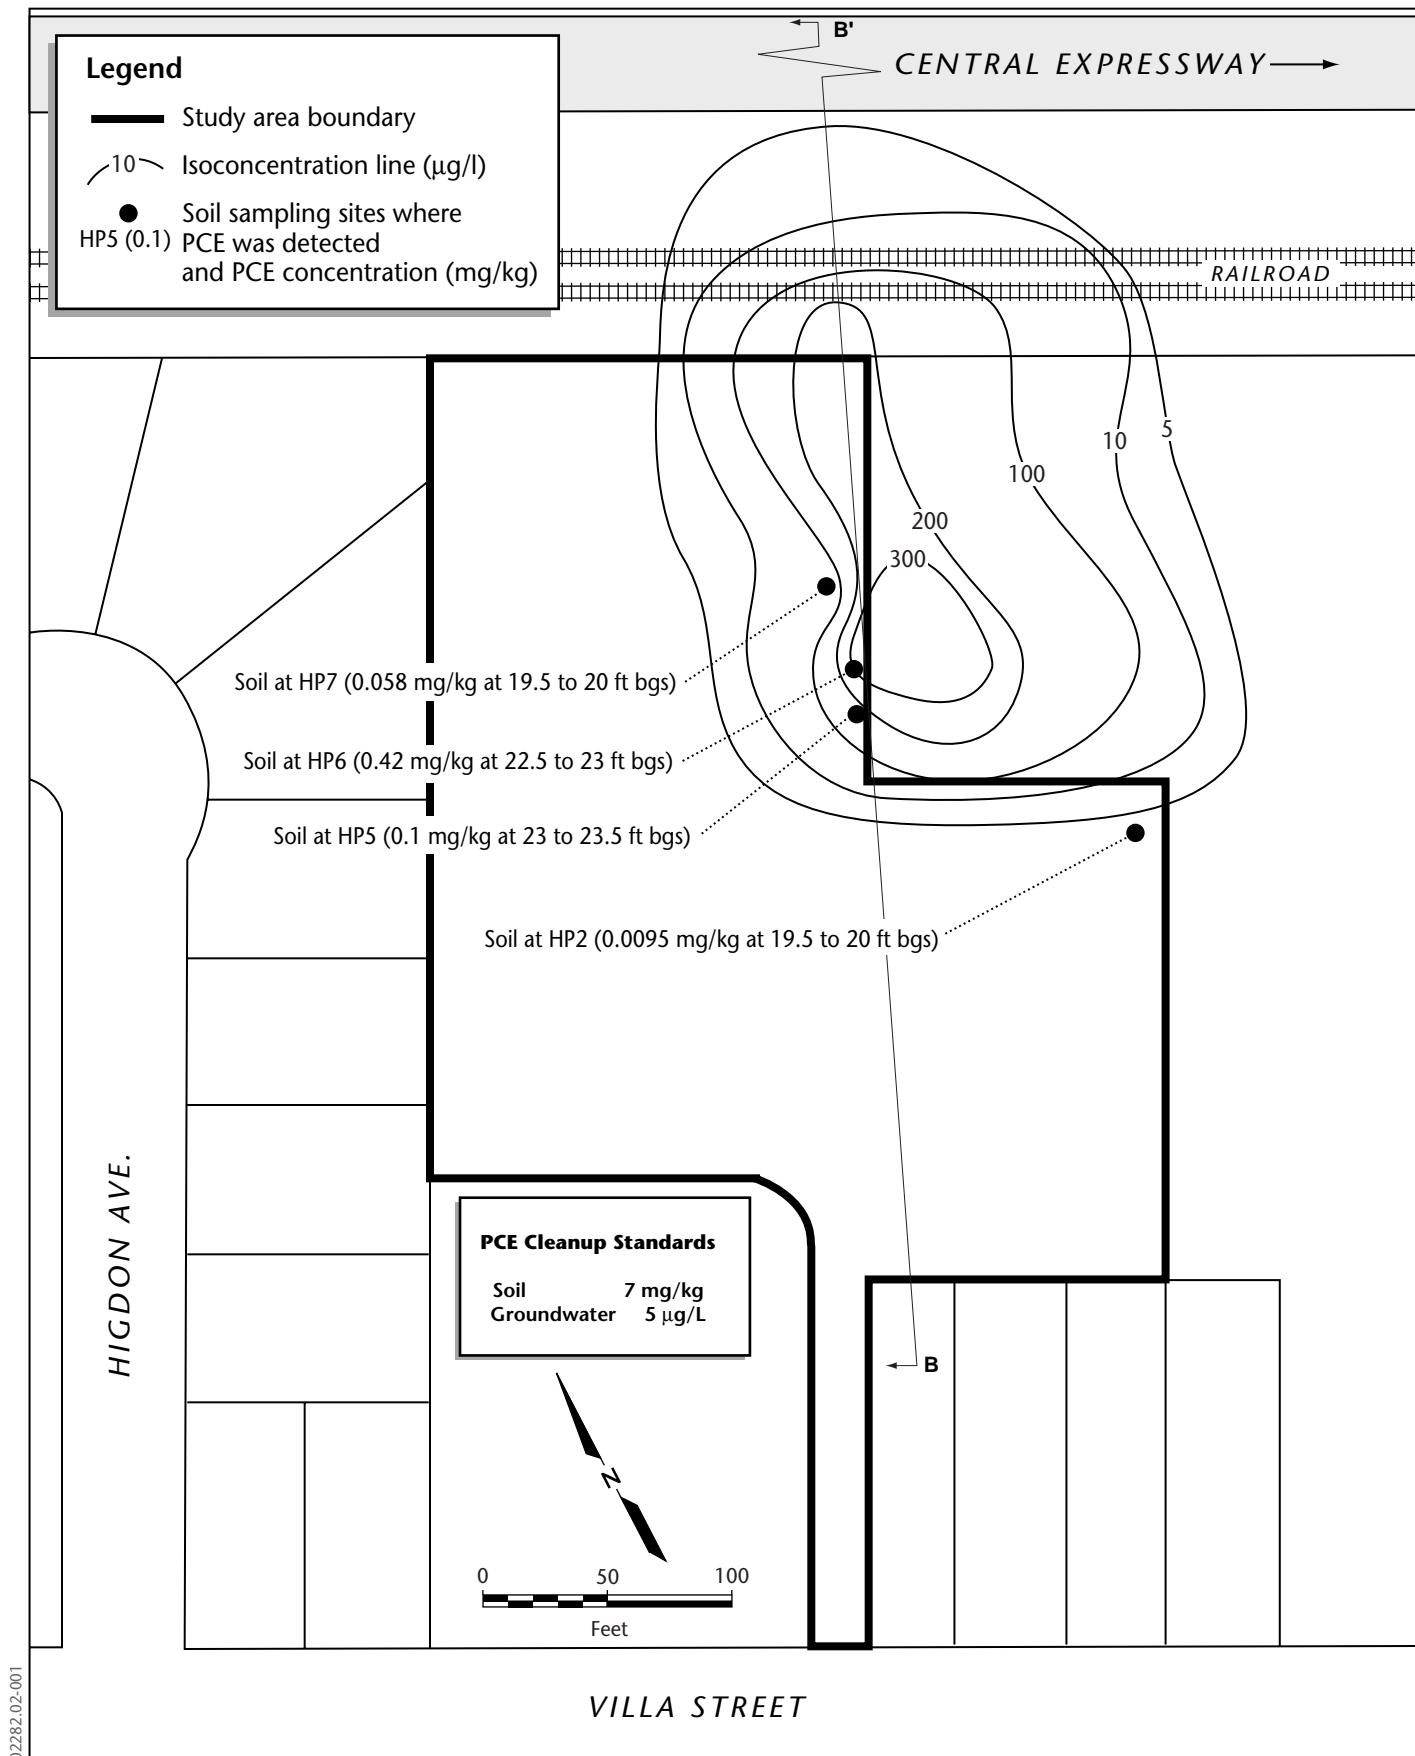 B'
CENTRAL EXPRESSWAY
Legend
Study area boundary
10
Isoconcentration line (µg/l)
Soil sampling sites where
HP5 (0.1) PCE was detected
and PCE concentration (mg/kg)
RAILROAD
5
10
100
200
300
Soil at HP7 (0.058 mg/kg at 19.5 to 20 ft bgs)
Soil at HP6 (0.42 mg/kg at 22.5 to 23 ft bgs)
Soil at HP5 (0.1 mg/kg at 23 to 23.5 ft bgs)
Soil at HP2 (0.0095 mg/kg at 19.5 to 20 ft bgs)
HIGDON AVE.
PCE Cleanup Standards
Soil 7 mg/kg
Groundwater 5 µg/L
B
N
0 50 100
Feet
VILLA STREET
02282.02-001